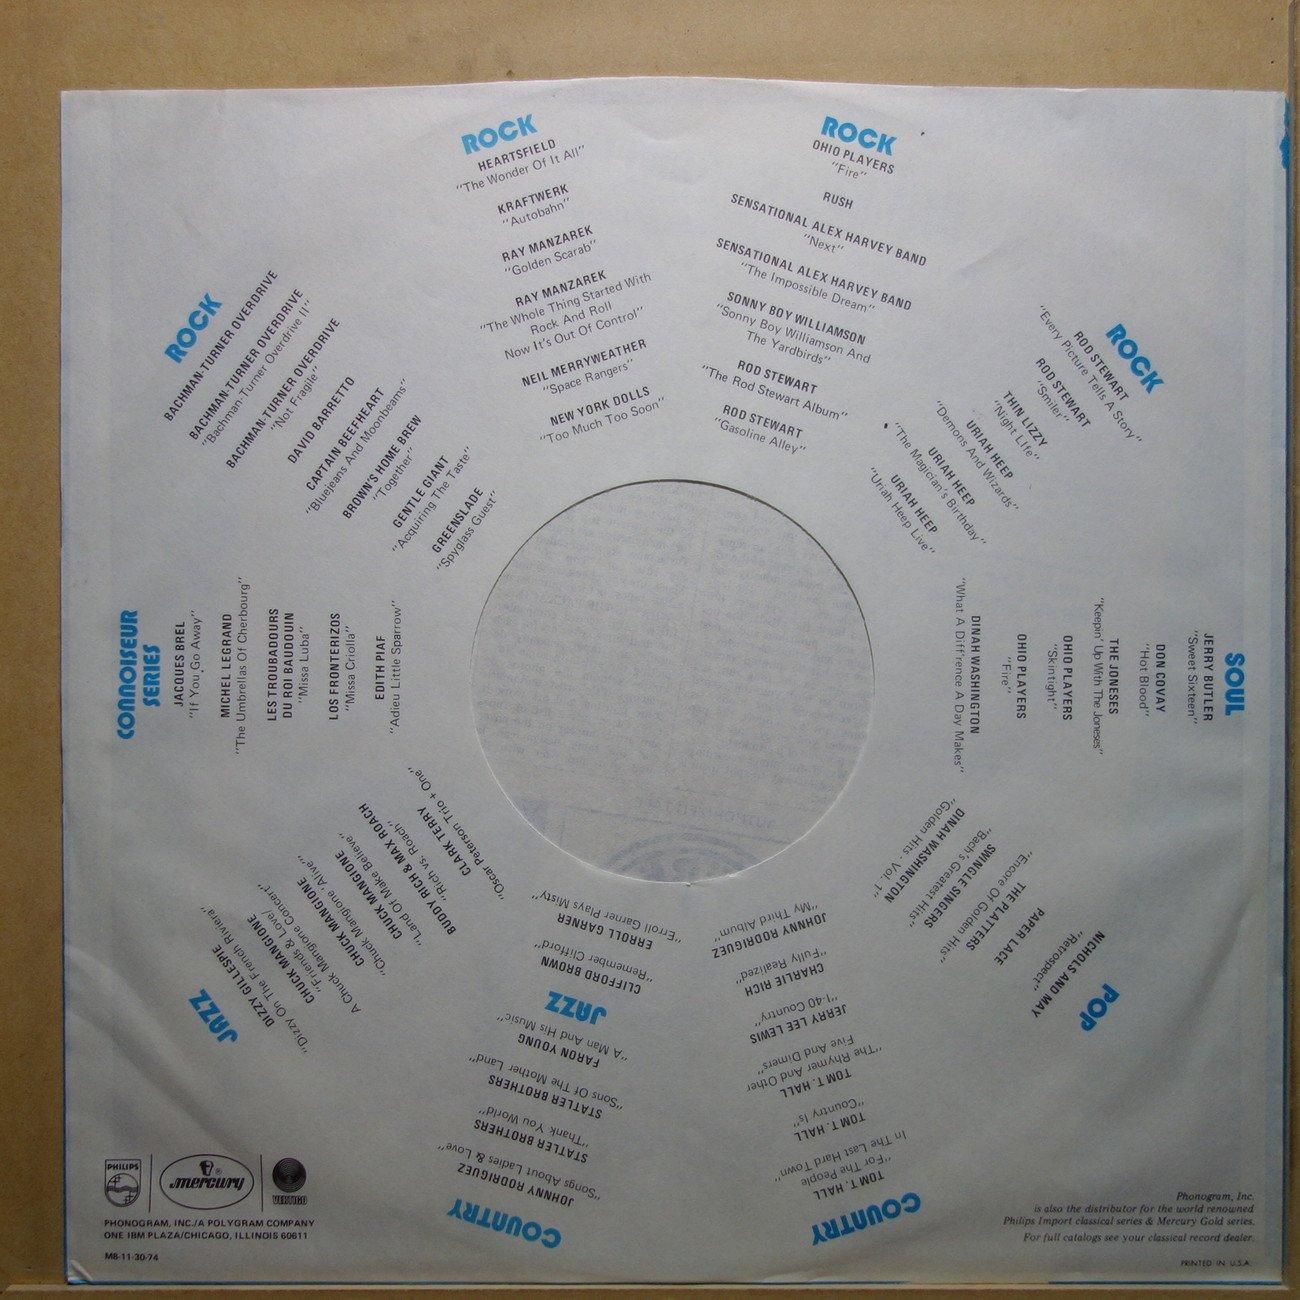 ROCK
HEARTSFIELD
"The Wonder Of It All"
KRAFTWERK
"Autobahn"
RAY MANZAREK
"Golden Scarab"
RAY MANZAREK
"The Whole Thing Started With
Rock And Roll
Now It's Out Of Control"
NEIL MERRYWEATHER
"Space Rangers"
NEW YORK DOLLS
"Too Much Too Soon"
ROCK
OHIO PLAYERS
"Fire"
RUSH
SENSATIONAL ALEX HARVEY BAND
"Next"
SENSATIONAL ALEX HARVEY BAND
"The Impossible Dream"
SONNY BOY WILLIAMSON
"Sonny Boy Williamson And
The Yardbirds"
ROD STEWART
"The Rod Stewart Album"
ROD STEWART
"Gasoline Alley"
ROCK
ROD STEWART
"Every Picture Tells A Story"
ROD STEWART
"Smiler"
THIN LIZZY
"Night LIfe"
URIAH HEEP
"Demons And Wizards"
URIAH HEEP
"The Magician's Birthday"
URIAH HEEP
"Uriah Heep Live"
SOUL
JERRY BUTLER
"Sweet Sixteen"
DON COVAY
"Hot Blood"
THE JONESES
"Keepin' Up With The Joneses"
OHIO PLAYERS
"Skintight"
OHIO PLAYERS
"Fire"
DINAH WASHINGTON
"What A Diff'rence A Day Makes"
POP
NICHOLS AND MAY
"Retrospect"
PAPER LACE
THE PLATTERS
"Encore Of Golden Hits"
SWINGLE SINGERS
"Bach's Greatest Hits"
DINAH WASHINGTON
"Golden Hits - Vol. 1"
COUNTRY
TOM T. HALL
"For The People
In The Last Hard Town"
TOM T. HALL
"Country Is"
TOM T. HALL
"The Rhymer And Other
Five And Dimers"
JERRY LEE LEWIS
"I-40 Country"
CHARLIE RICH
"Fully Realized"
JOHNNY RODRIGUEZ
"My Third Album"
COUNTRY
JOHNNY RODRIGUEZ
"Songs About Ladies & Love"
STATLER BROTHERS
"Thank You World"
STATLER BROTHERS
"Sons Of The Mother Land"
FARON YOUNG
"A Man And His Music"
JAZZ
CLIFFORD BROWN
"Remember Clifford"
ERROLL GARNER
"Erroll Garner Plays Misty"
JAZZ
DIZZY GILLESPIE
"Dizzy On The French Riviera"
CHUCK MANGIONE
"Friends & Love/
A Chuck Mangione Concert"
CHUCK MANGIONE
"Chuck Mangione "Alive""
CHUCK MANGIONE
"Land Of Make Believe"
BUDDY RICH & MAX ROACH
"Rich vs. Roach"
CLARK TERRY
"Oscar Peterson Trio + One"
CONNOISEUR
SERIES
JACQUES BREL
"If You Go Away"
MICHEL LEGRAND
"The Umbrellas Of Cherbourg"
LES TROUBADOURS
DU ROI BAUDOUIN
"Missa Luba"
LOS FRONTERIZOS
"Missa Criolla"
EDITH PIAF
"Adieu Little Sparrow"
ROCK
BACHMAN-TURNER OVERDRIVE
BACHMAN-TURNER OVERDRIVE
"Bachman-Turner Overdrive II"
BACHMAN-TURNER OVERDRIVE
"Not Fragile"
DAVID BARRETTO
CAPTAIN BEEFHEART
"Bluejeans And Moonbeams"
BROWN'S HOME BREW
"Together"
GENTLE GIANT
"Acquiring The Taste"
GREENSLADE
"Spyglass Guest"
PHILIPS
mercury ®
VERTIGO
PHONOGRAM, INC./A POLYGRAM COMPANY
ONE IBM PLAZA/CHICAGO, ILLINOIS 60611
M8-11-30-74
Phonogram, Inc.
is also the distributor for the world renowned
Philips Import classical series & Mercury Gold series.
For full catalogs see your classical record dealer.
PRINTED IN U.S.A.